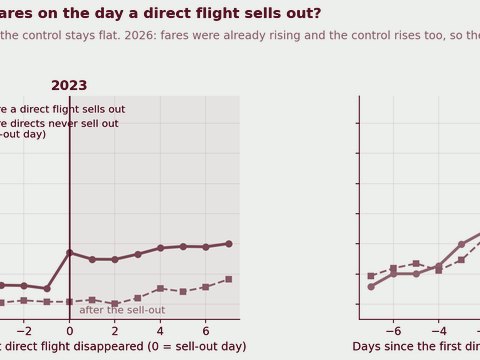 ares on the day a direct flight sells out?
the control stays flat. 2026: fares were already rising and the control rises too, so the
2023
re a direct flight sells out
re directs never sell out
-out day)
after the sell-out
−2 0 2 4 6
−6 −4
t direct flight disappeared (0 = sell-out day)
Days since the first dir